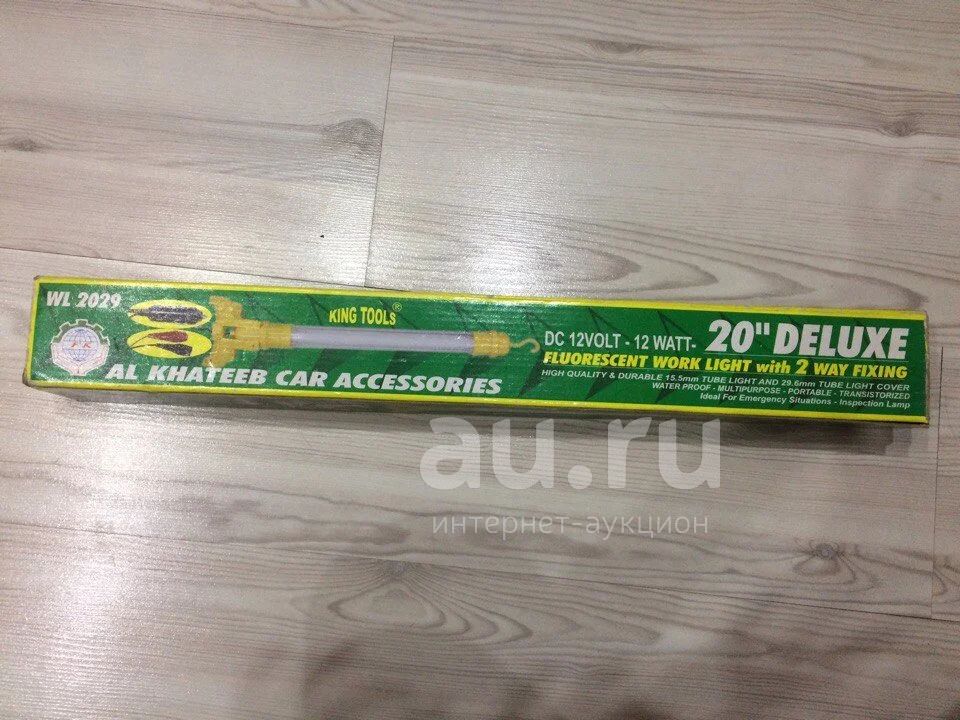 WL 2029
KING TOOLS®
AL KHATEEB CAR ACCESSORIES
DC 12VOLT - 12 WATT- 20" DELUXE
FLUORESCENT WORK LIGHT with 2 WAY FIXING
HIGH QUALITY & DURABLE 15.5mm TUBE LIGHT AND 29.6mm TUBE LIGHT COVER
WATER PROOF - MULTIPURPOSE - PORTABLE - TRANSISTORIZED
Ideal For Emergency Situations - Inspection Lamp
au.ru
интернет-аукцион